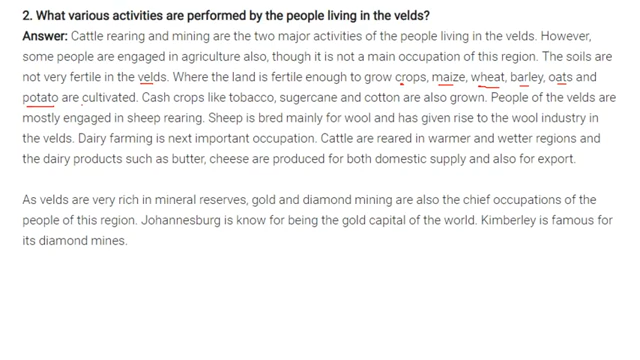 2. What various activities are performed by the people living in the velds?
Answer: Cattle rearing and mining are the two major activities of the people living in the velds. However,
some people are engaged in agriculture also, though it is not a main occupation of this region. The soils are
not very fertile in the velds. Where the land is fertile enough to grow crops, maize, wheat, barley, oats and
potato are cultivated. Cash crops like tobacco, sugercane and cotton are also grown. People of the velds are
mostly engaged in sheep rearing. Sheep is bred mainly for wool and has given rise to the wool industry in
the velds. Dairy farming is next important occupation. Cattle are reared in warmer and wetter regions and
the dairy products such as butter, cheese are produced for both domestic supply and also for export.
As velds are very rich in mineral reserves, gold and diamond mining are also the chief occupations of the
people of this region. Johannesburg is know for being the gold capital of the world. Kimberley is famous for
its diamond mines.